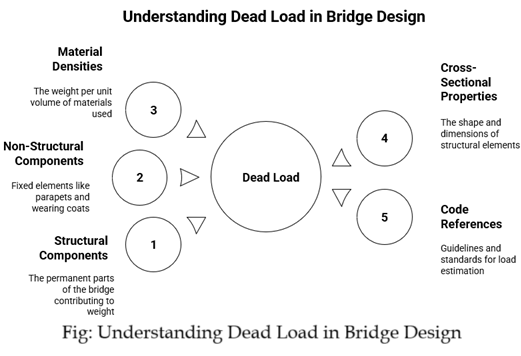 Understanding Dead Load in Bridge Design
Material
Densities
The weight per unit
volume of materials
used
3
Non-Structural
Components
Fixed elements like
parapets and
wearing coats
2
Structural
Components
The permanent parts
of the bridge
contributing to
weight
1
Dead Load
Cross-
Sectional
Properties
The shape and
dimensions of
structural elements
4
Code
References
Guidelines and
standards for load
estimation
5
Fig: Understanding Dead Load in Bridge Design